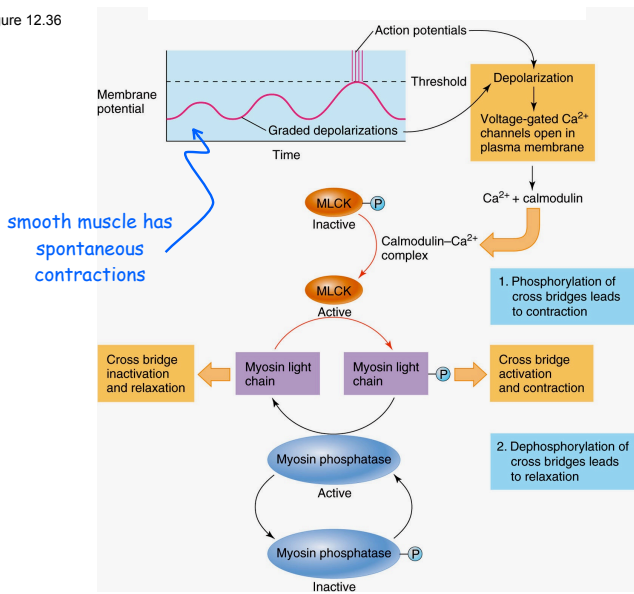 ure 12.36
Action potentials
Membrane
potential
Threshold
Graded depolarizations
Time
Depolarization
Voltage-gated Ca2+
channels open in
plasma membrane
Ca2+ + calmodulin
smooth muscle has
spontaneous
contractions
MLCK P
Inactive
Calmodulin–Ca2+
complex
MLCK
Active
1. Phosphorylation of
cross bridges leads
to contraction
Cross bridge
inactivation
and relaxation
Myosin light
chain
Myosin light
chain
P
Cross bridge
activation
and contraction
Myosin phosphatase
Active
2. Dephosphorylation of
cross bridges leads
to relaxation
Myosin phosphatase P
Inactive